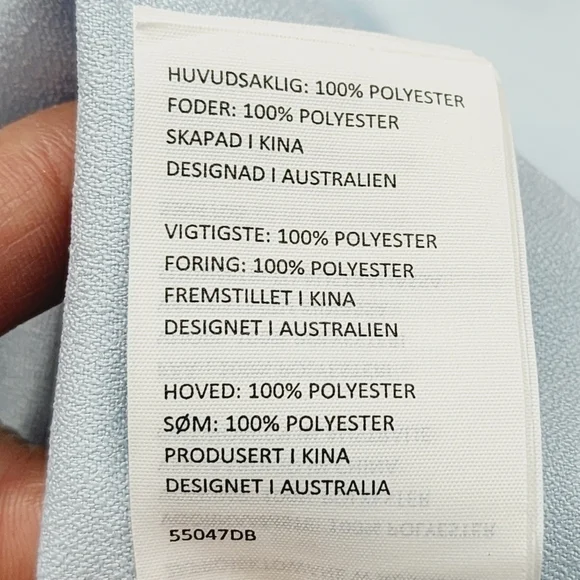 HUVUDSAKLIG: 100% POLYESTER
FODER: 100% POLYESTER
SKAPAD I KINA
DESIGNAD I AUSTRALIEN
VIGTIGSTE: 100% POLYESTER
FORING: 100% POLYESTER
FREMSTILLET I KINA
DESIGNET I AUSTRALIEN
HOVED: 100% POLYESTER
SØM: 100% POLYESTER
PRODUSERT I KINA
DESIGNET I AUSTRALIA
55047DB